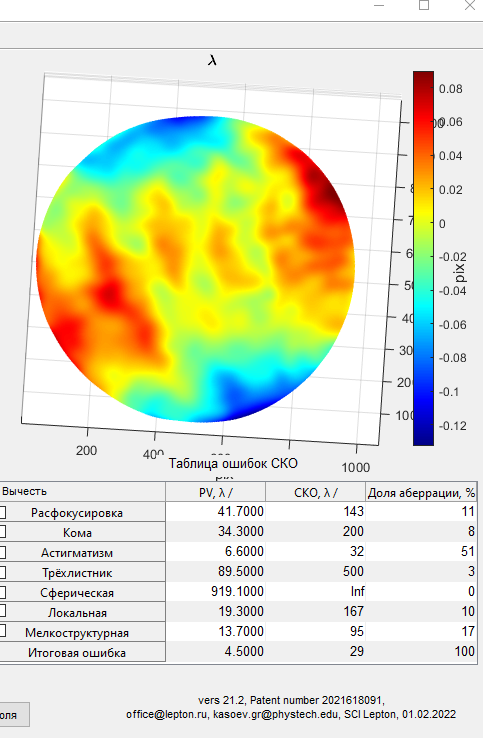 λ
0.08
0.06
0.04
0.02
0
-0.02
-0.04
-0.06
-0.08
-0.1
-0.12
pix
200
400
1000
100
Таблица ошибок СКО
Вычесть PV, λ / СКО, λ / Доля аберрации, %
Расфокусировка 41.7000 143 11
Кома 34.3000 200 8
Астигматизм 6.6000 32 51
Трёхлистник 89.5000 500 3
Сферическая 919.1000 Inf 0
Локальная 19.3000 167 10
Мелкоструктурная 13.7000 95 17
Итоговая ошибка 4.5000 29 100
оля
vers 21.2, Patent number 2021618091,
office@lepton.ru, kasoev.gr@phystech.edu, SCI Lepton, 01.02.2022